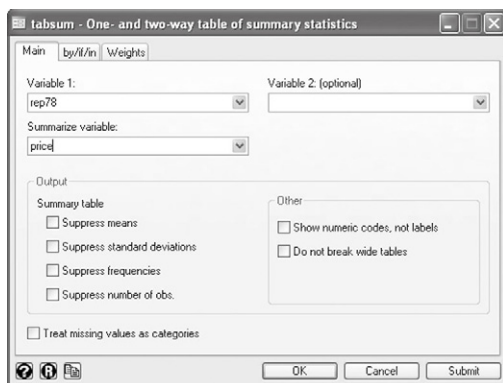 tabsum - One- and two-way table of summary statistics
Main by/if/in Weights
Variable 1:
rep78
Variable 2: (optional)
Summarize variable:
price
Output
Summary table
Suppress means
Suppress standard deviations
Suppress frequencies
Suppress number of obs.
Other
Show numeric codes, not labels
Do not break wide tables
Treat missing values as categories
OK Cancel Submit